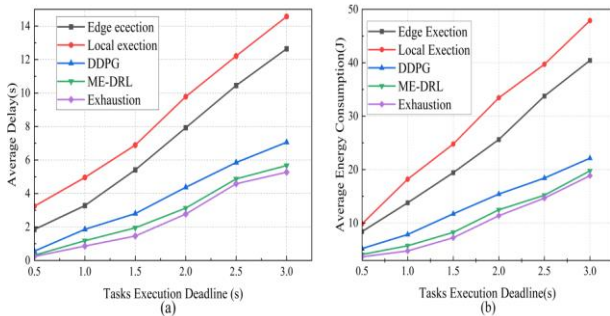 Edge ecection
Local exection
DDPG
ME-DRL
Exhaustion
Average Delay(s)
14
12
10
8
6
4
2
0
0.5 1.0 1.5 2.0 2.5 3.0
Tasks Execution Deadline (s)
(a)
Edge Exection
Local Exection
DDPG
ME-DRL
Exhaustion
Average Energy Consumption(J)
50
40
30
20
10
0.5 1.0 1.5 2.0 2.5 3.0
Tasks Execution Deadline(s)
(b)